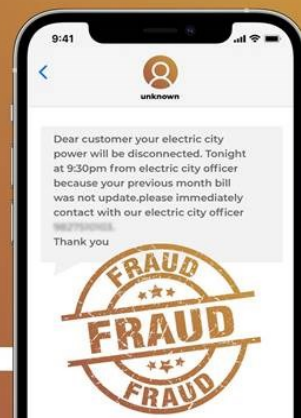 9:41
unknown
Dear customer your electric city
power will be disconnected. Tonight
at 9:30pm from electric city officer
because your previous month bill
was not update.please immediately
contact with our electric city officer
Thank you
FRAUD
FRAUD
FRAUD